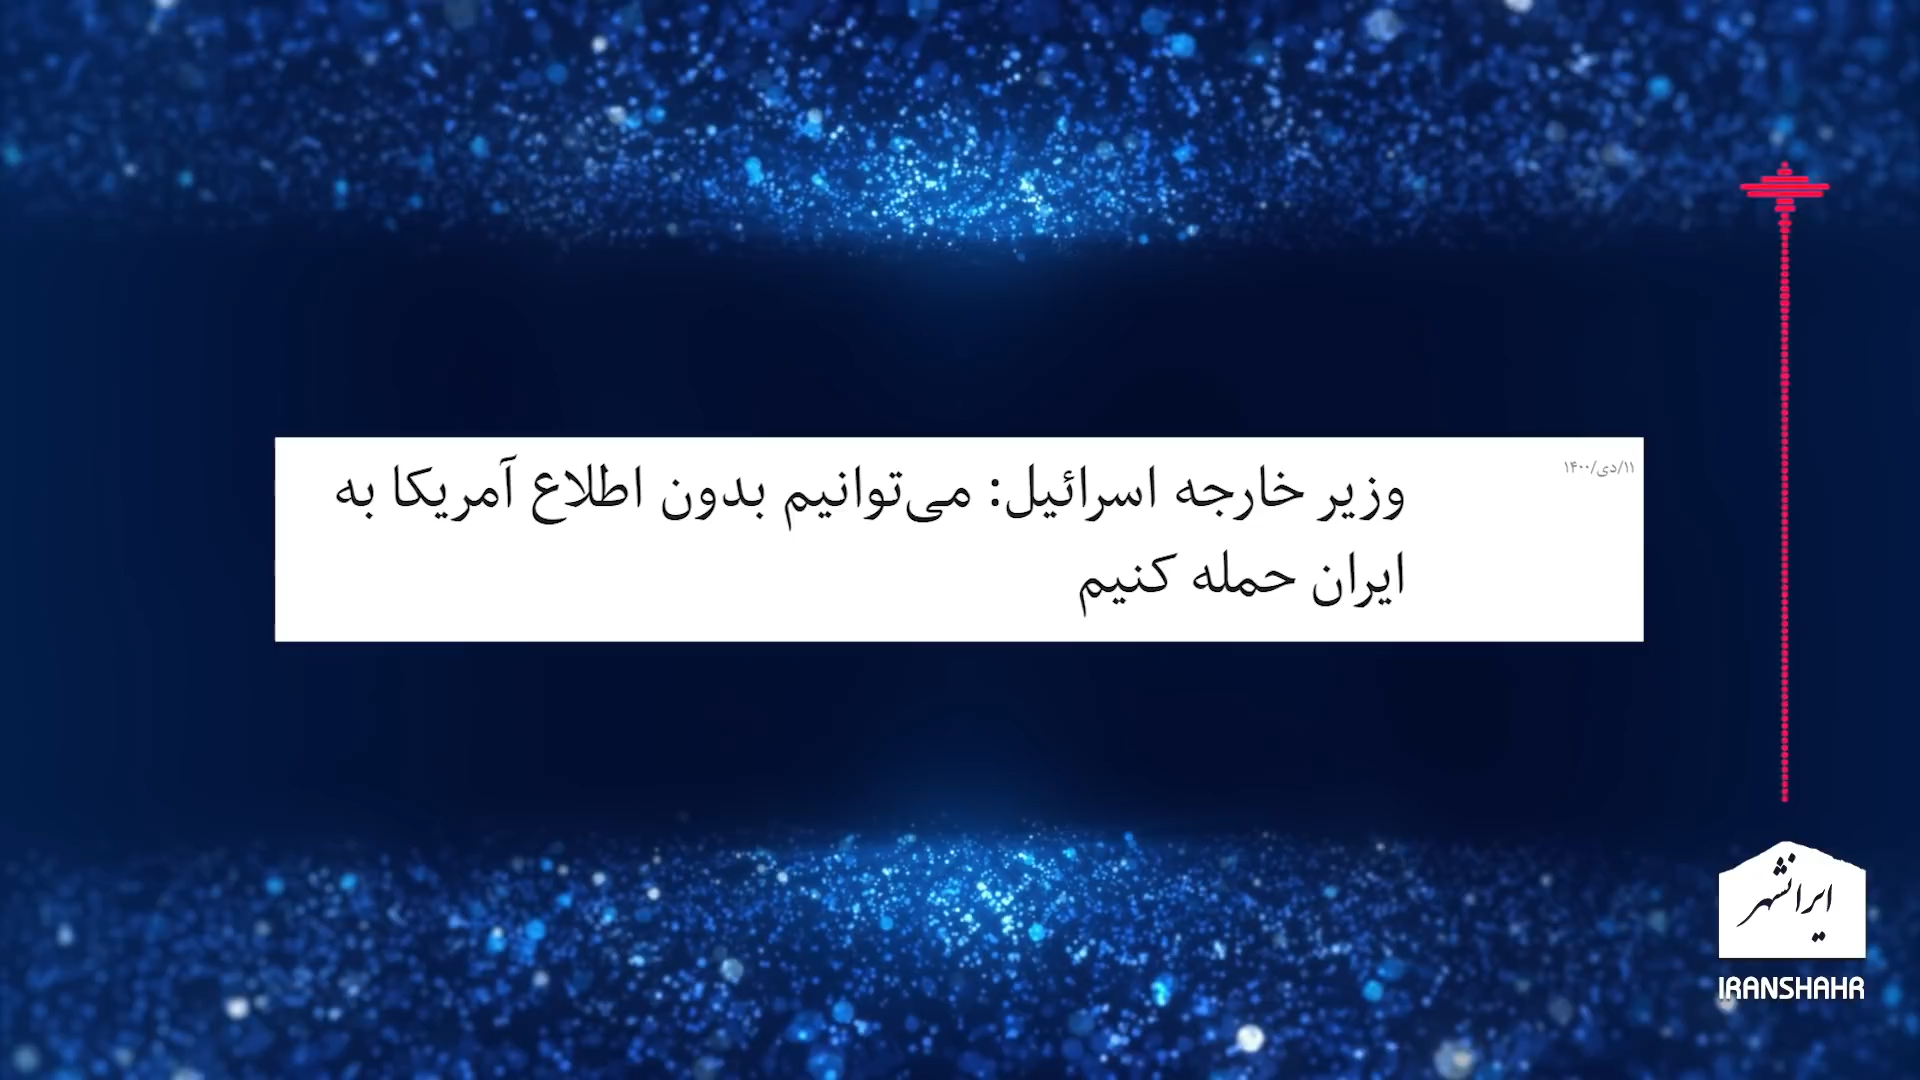 ۱۱/دی/۱۴۰۰
وزیر خارجه اسرائیل: می‌توانیم بدون اطلاع آمریکا به
ایران حمله کنیم
ایرانشهر
IRANSHAHR